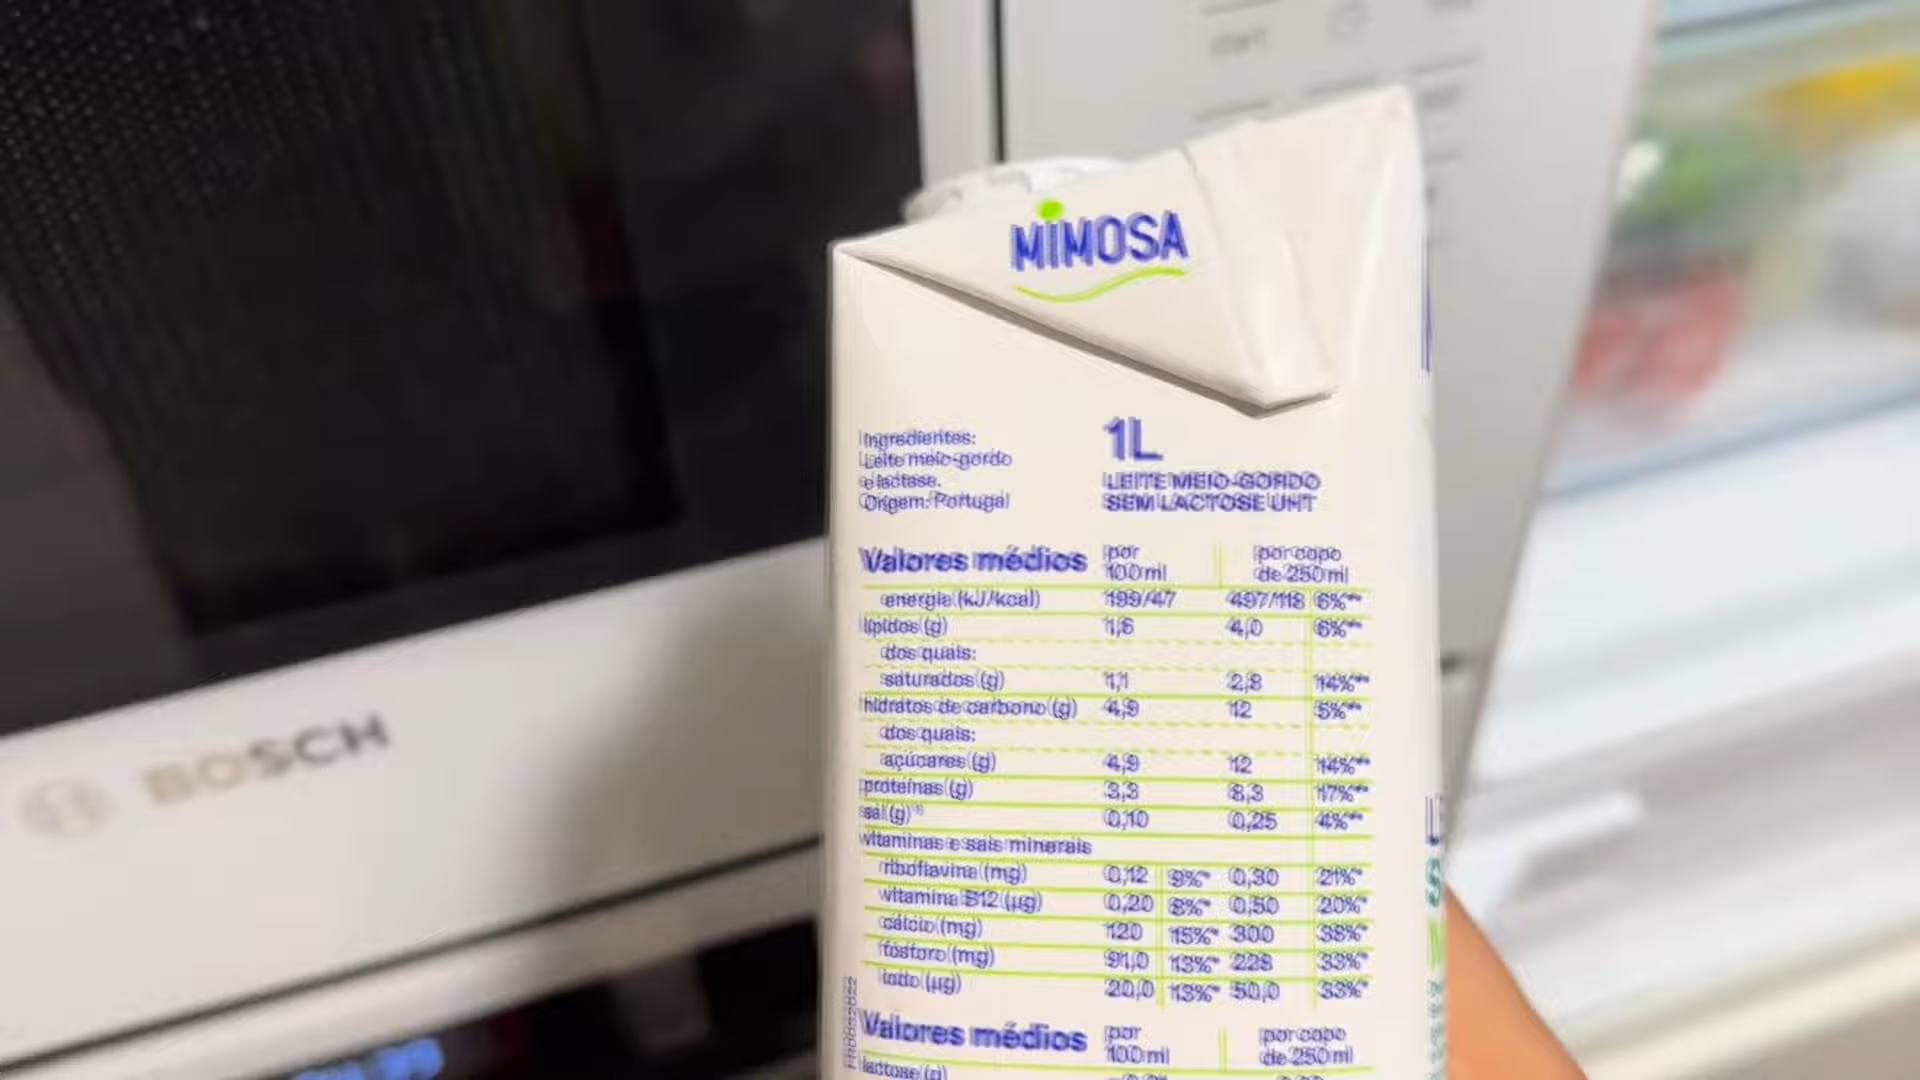 start
BOSCH
MIMOSA
Ingredientes:
Leite meio-gordo
e lactase.
Origem: Portugal
1L
LEITE MEIO-GORDO
SEM LACTOSE UHT
Valores médios por 100 ml por copo de 250 ml
energia (kJ/kcal) 199/47 497/118 6%**
lípidos (g) 1,6 4,0 6%**
dos quais:
saturados (g) 1,1 2,8 14%**
hidratos de carbono (g) 4,9 12 5%**
dos quais:
açúcares (g) 4,9 12 14%**
proteínas (g) 3,3 8,3 17%**
sal (g) 0,10 0,25 4%**
vitaminas e sais minerais
riboflavina (mg) 0,12 9%* 0,30 21%*
vitamina B12 (µg) 0,20 8%* 0,50 20%*
cálcio (mg) 120 15%* 300 38%*
fósforo (mg) 91,0 13%* 228 33%*
iodo (µg) 20,0 13%* 50,0 33%*
Valores médios por 100 ml por copo de 250 ml
lactose (g)